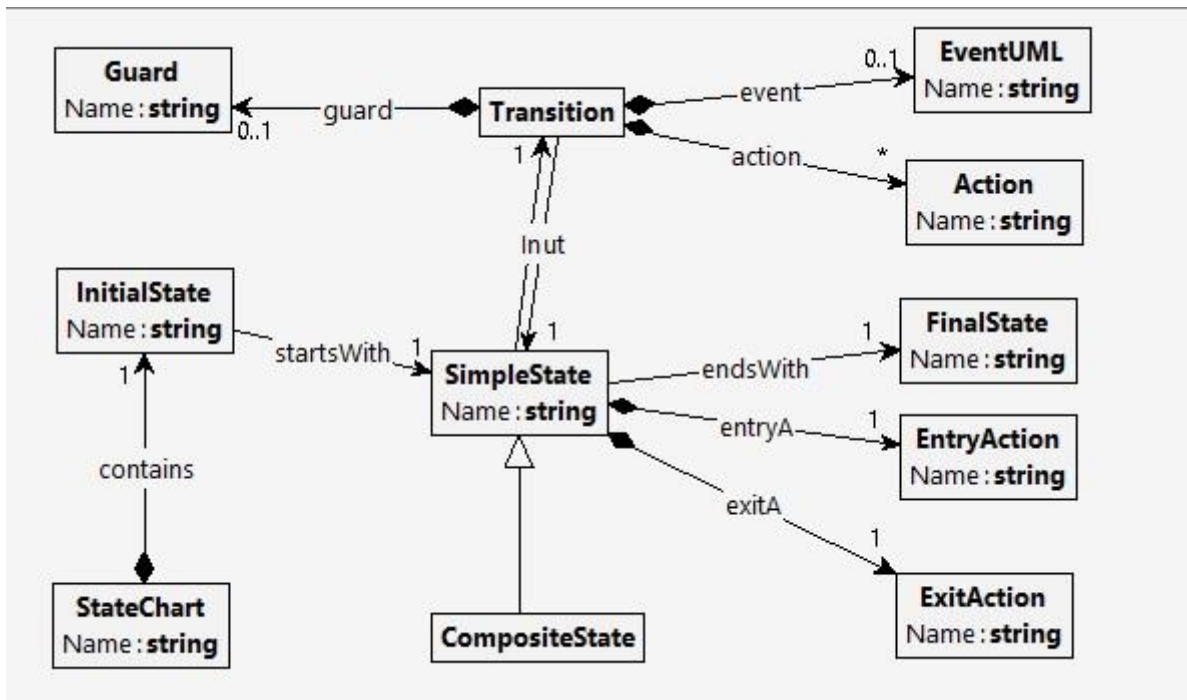 Guard
Name:string
0..1
guard
Transition
event
0..1
EventUML
Name:string
action
*
Action
Name:string
1
Inut
1
InitialState
Name:string
startsWith
1
SimpleState
Name:string
endsWith
1
FinalState
Name:string
entryA
1
EntryAction
Name:string
exitA
1
ExitAction
Name:string
1
contains
StateChart
Name:string
CompositeState